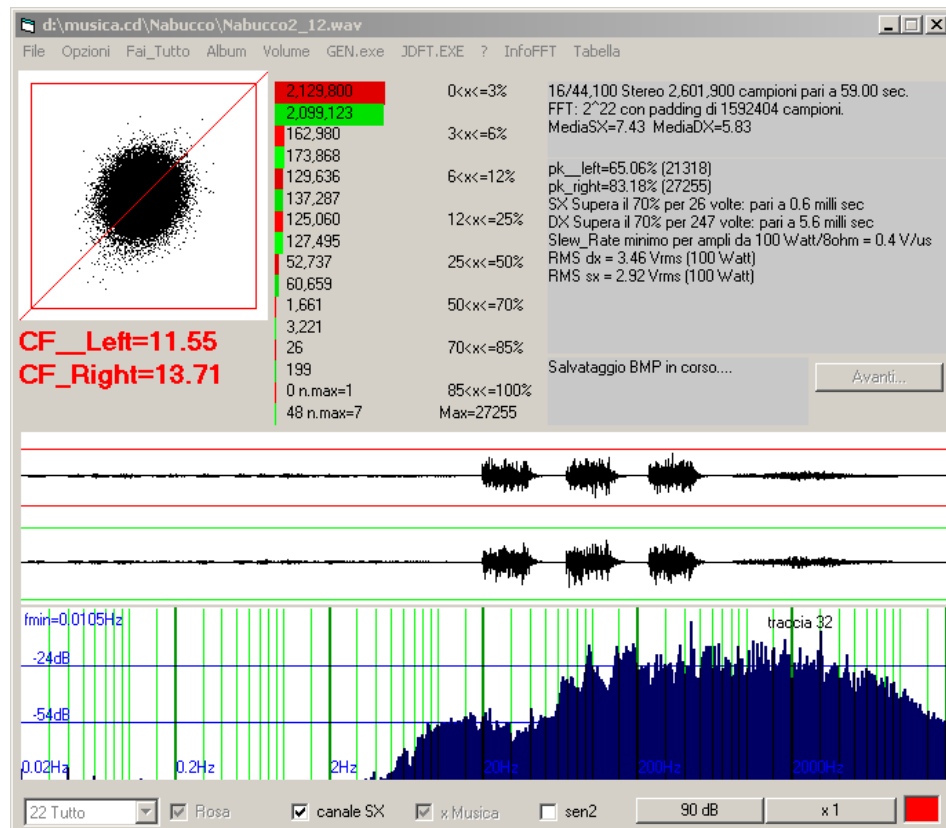 d:\musica.cd\Nabucco\Nabucco2_12.wav
File Opzioni Fai_Tutto Album Volume GEN.exe JDFT.EXE ? InfoFFT Tabella
2,129,800 0<x<=3%
2,099,123
162,980 3<x<=6%
173,868
129,636 6<x<=12%
137,287
125,060 12<x<=25%
127,495
52,737 25<x<=50%
60,659
1,661 50<x<=70%
3,221
26 70<x<=85%
199
0 n.max=1 85<x<=100%
48 n.max=7 Max=27255
CF__Left=11.55
CF_Right=13.71
16/44,100 Stereo 2,601,900 campioni pari a 59.00 sec.
FFT: 2^22 con padding di 1592404 campioni.
MediaSX=7.43 MediaDX=5.83
pk__left=65.06% (21318)
pk_right=83.18% (27255)
SX Supera il 70% per 26 volte: pari a 0.6 milli sec
DX Supera il 70% per 247 volte: pari a 5.6 milli sec
Slew_Rate minimo per ampli da 100 Watt/8ohm = 0.4 V/us
RMS dx = 3.46 Vrms (100 Watt)
RMS sx = 2.92 Vrms (100 Watt)
Salvataggio BMP in corso....
Avanti...
fmin=0.0105Hz
traccia 32
-24dB
-54dB
0.02Hz 0.2Hz 2Hz 20Hz 200Hz 2000Hz
22 Tutto Rosa canale SX x Musica sen2 90 dB x 1